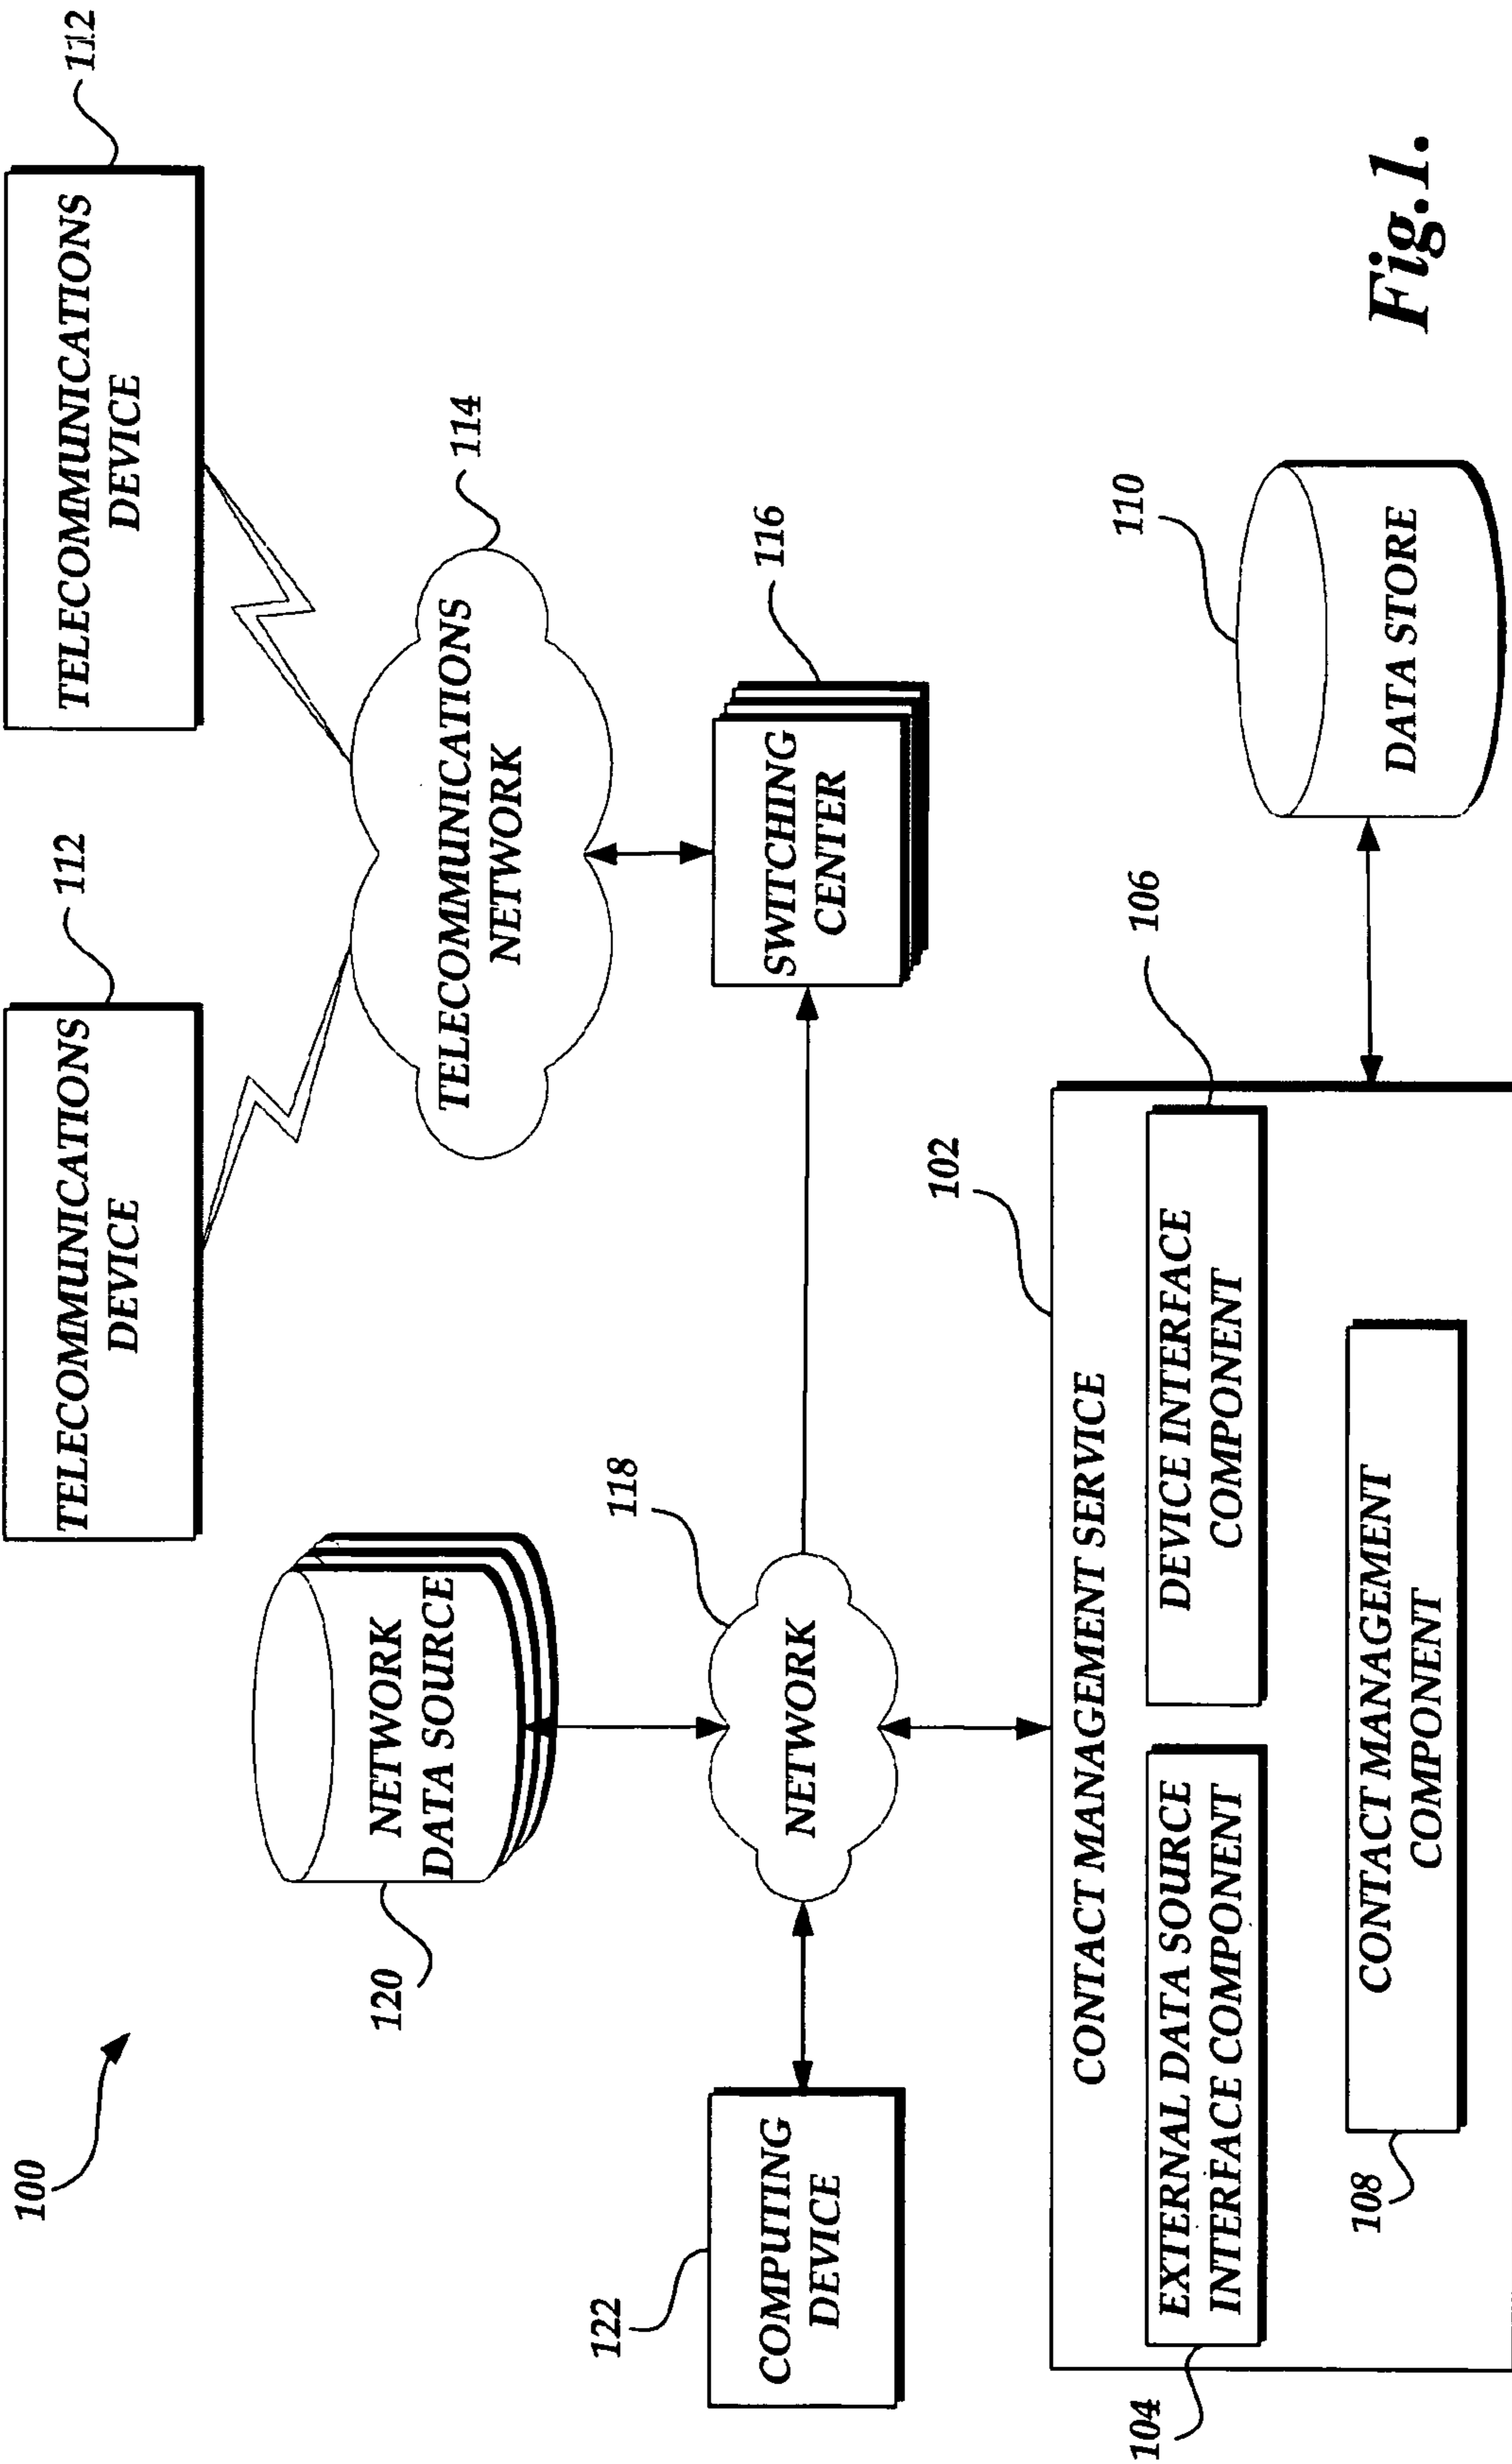 100
112
112
TELECOMMUNICATIONS
DEVICE
TELECOMMUNICATIONS
DEVICE
120
NETWORK
DATA SOURCE
114
TELECOMMUNICATIONS
NETWORK
122
118
116
COMPUTING
DEVICE
NETWORK
SWITCHING
CENTER
102
CONTACT MANAGEMENT SERVICE
104
106
110
EXTERNAL DATA SOURCE
INTERFACE COMPONENT
DEVICE INTERFACE
COMPONENT
108
CONTACT MANAGEMENT
COMPONENT
DATA STORE
Fig.1.